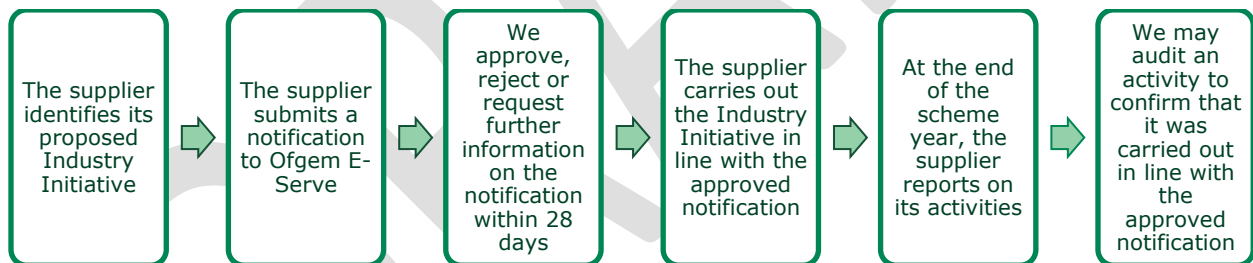 The supplier
identifies its
proposed
Industry
Initiative
The supplier
submits a
notification
to Ofgem E-
Serve
We
approve,
reject or
request
further
information
on the
notification
within 28
days
The supplier
carries out
the Industry
Initiative in
line with the
approved
notification
At the end
of the
scheme
year, the
supplier
reports on
its activities
We may
audit an
activity to
confirm that
it was
carried out
in line with
the
approved
notification